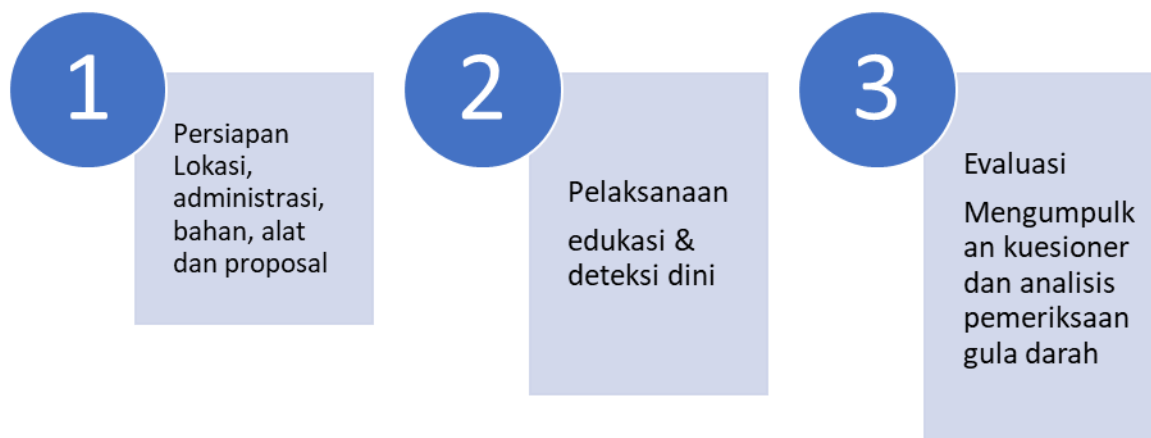 1
Persiapan
Lokasi,
administrasi,
bahan, alat
dan proposal
2
Pelaksanaan
edukasi &
deteksi dini
3
Evaluasi
Mengumpulk
an kuesioner
dan analisis
pemeriksaan
gula darah